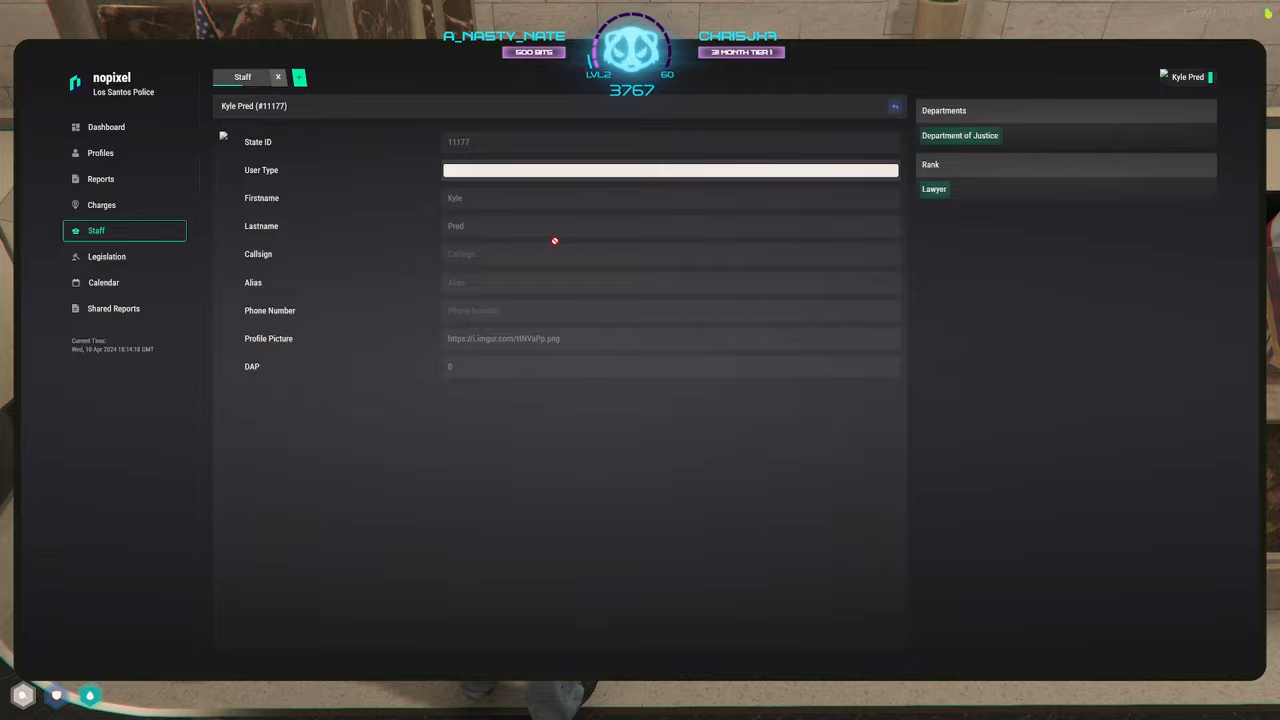 A_NASTY_NATE
500 BITS
CHRISJX7
31 MONTH TIER 1
LVL2
60
3767
nopixel
Los Santos Police
Dashboard
Profiles
Reports
Charges
Staff
Legislation
Calendar
Shared Reports
Current Time:
Wed, 10 Apr 2024 18:14:18 GMT
Staff x +
Kyle Pred (#11177)
State ID 11177
User Type
Firstname Kyle
Lastname Pred
Callsign Callsign
Alias Alias
Phone Number Phone Number
Profile Picture https://i.imgur.com/ttNVaPp.png
DAP 0
Kyle Pred
Departments
Department of Justice
Rank
Lawyer